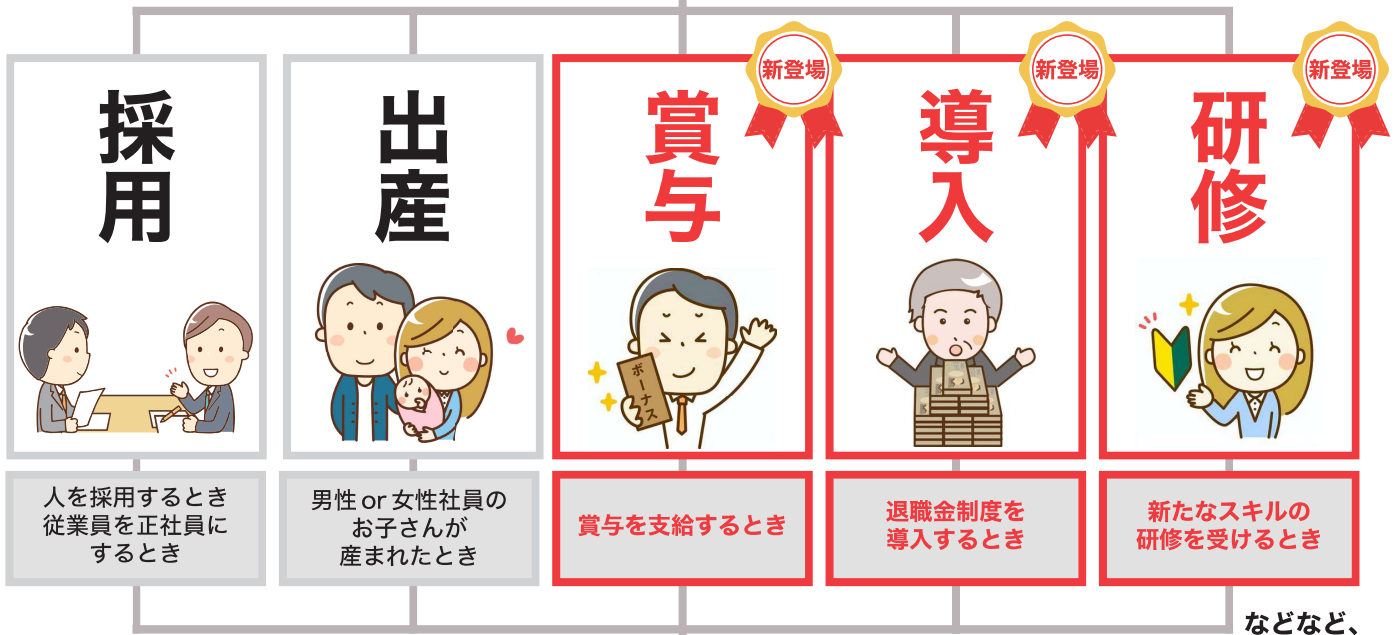 採用
人を採用するとき
従業員を正社員に
するとき
出産
男性or女性社員の
お子さんが
産まれたとき
新登場
賞与
ボーナス
賞与を支給するとき
新登場
導入
退職金制度を
導入するとき
新登場
研修
新たなスキルの
研修を受けるとき
などなど、